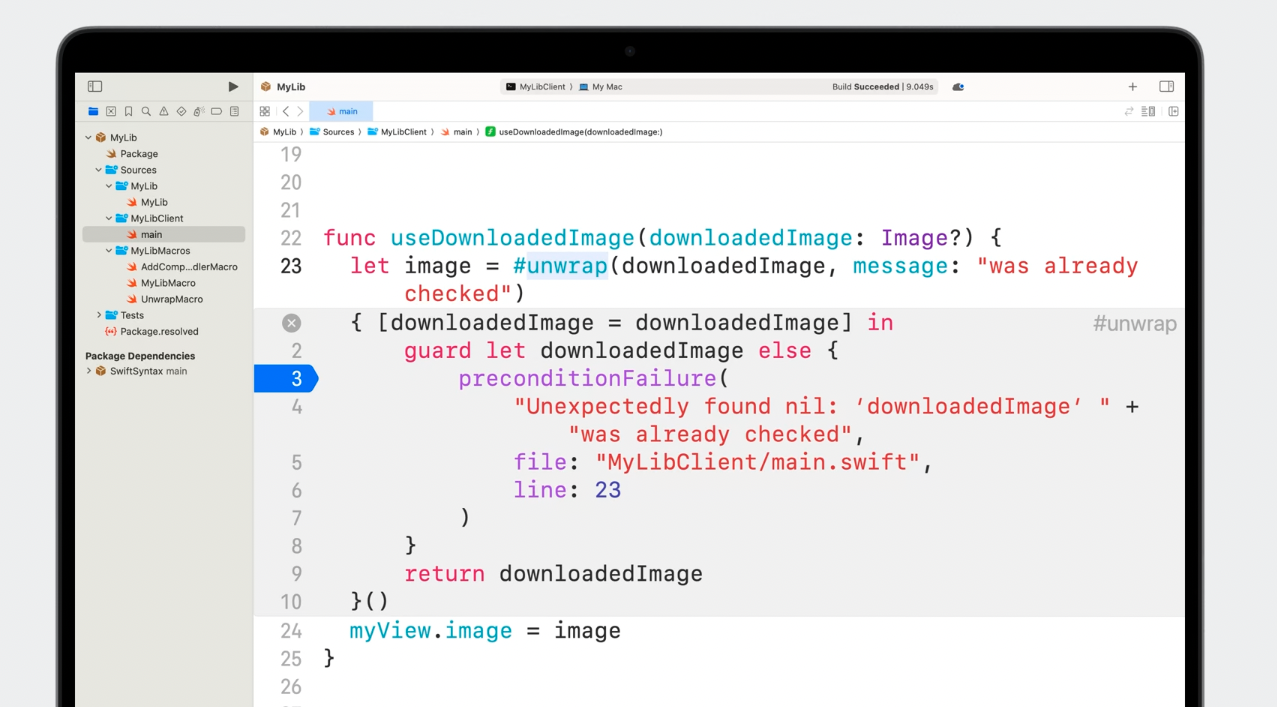 MyLib
MyLibClient ⟩ My Mac
Build Succeeded | 9.049s
main
MyLib ⟩ Sources ⟩ MyLibClient ⟩ main ⟩ f useDownloadedImage(downloadedImage:)
MyLib
Package
Sources
MyLib
MyLib
MyLibClient
main
MyLibMacros
AddComp...dlerMacro
MyLibMacro
UnwrapMacro
Tests
Package.resolved
Package Dependencies
SwiftSyntax main
19
20
21
22 func useDownloadedImage(downloadedImage: Image?) {
23 let image = #unwrap(downloadedImage, message: "was already
checked")
{ [downloadedImage = downloadedImage] in #unwrap
2 guard let downloadedImage else {
3 preconditionFailure(
4 "Unexpectedly found nil: ‘downloadedImage’ " +
"was already checked",
5 file: "MyLibClient/main.swift",
6 line: 23
7 )
8 }
9 return downloadedImage
10 }()
24 myView.image = image
25 }
26